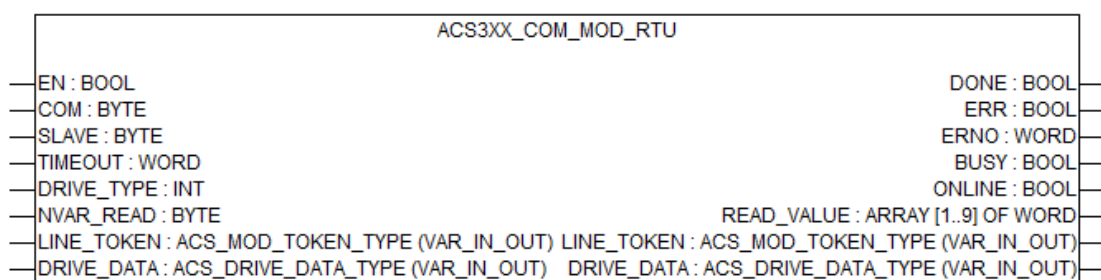 ACS3XX_COM_MOD_RTU
EN : BOOL DONE : BOOL
COM : BYTE ERR : BOOL
SLAVE : BYTE ERNO : WORD
TIMEOUT : WORD BUSY : BOOL
DRIVE_TYPE : INT ONLINE : BOOL
NVAR_READ : BYTE READ_VALUE : ARRAY [1..9] OF WORD
LINE_TOKEN : ACS_MOD_TOKEN_TYPE (VAR_IN_OUT) LINE_TOKEN : ACS_MOD_TOKEN_TYPE (VAR_IN_OUT)
DRIVE_DATA : ACS_DRIVE_DATA_TYPE (VAR_IN_OUT) DRIVE_DATA : ACS_DRIVE_DATA_TYPE (VAR_IN_OUT)